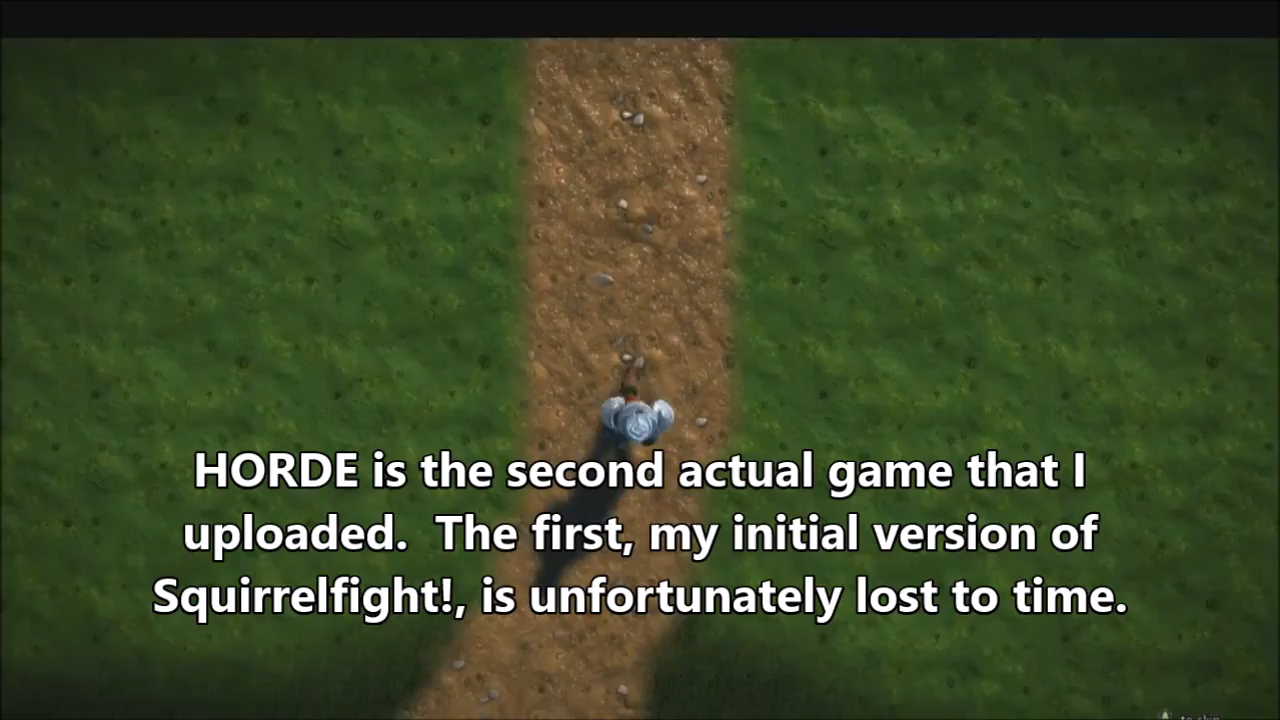 HORDE is the second actual game that I
uploaded.  The first, my initial version of
Squirrelfight!, is unfortunately lost to time.